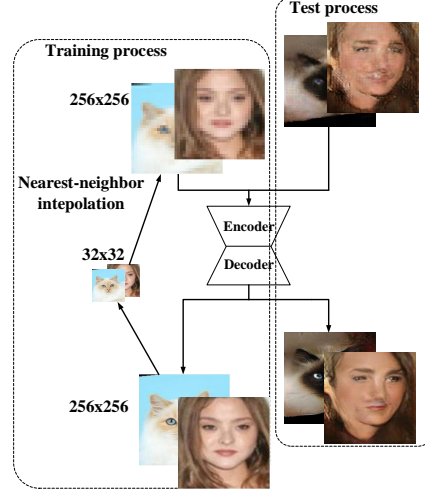 Test process
Training process
256x256
Nearest-neighbor
intepolation
Encoder
32x32
Decoder
256x256